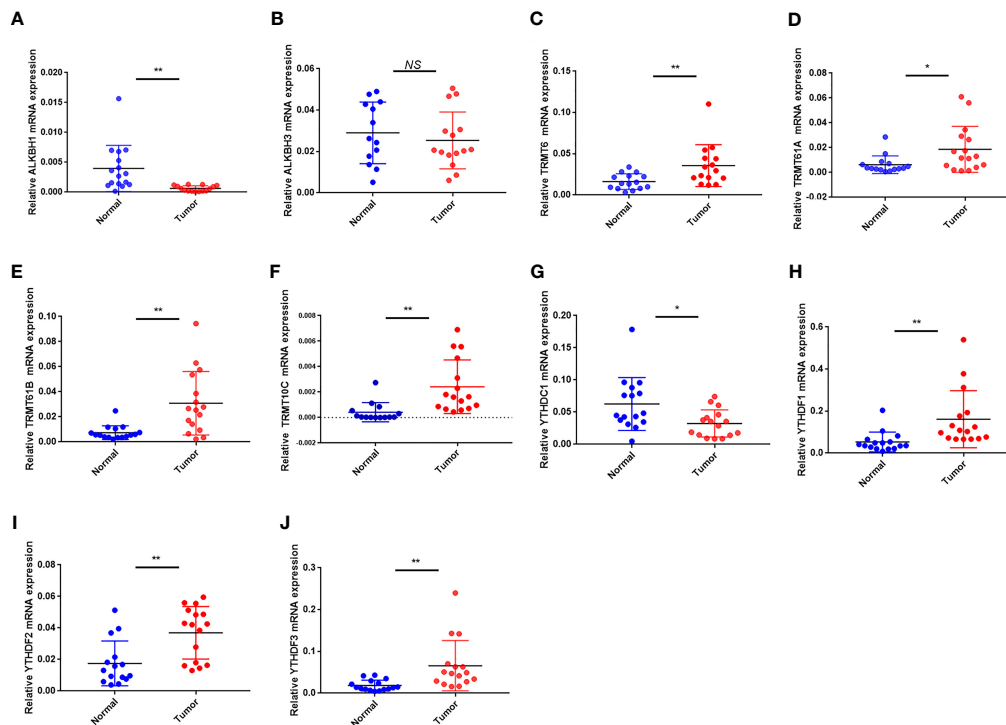 A
Relative ALKBH1 mRNA expression
0.020
0.015
0.010
0.005
0.000
**
Normal
Tumor
B
Relative ALKBH3 mRNA expression
0.06
0.04
0.02
0.00
NS
Normal
Tumor
C
Relative TRMT6 mRNA expression
0.15
0.10
0.05
0.00
**
Normal
Tumor
D
Relative TRMT61A mRNA expression
0.08
0.06
0.04
0.02
0.00
-0.02
*
Normal
Tumor
E
Relative TRMT61B mRNA expression
0.10
0.08
0.06
0.04
0.02
0.00
**
Normal
Tumor
F
Relative TRMT10C mRNA expression
0.008
0.006
0.004
0.002
0.000
-0.002
**
Normal
Tumor
G
Relative YTHDC1 mRNA expression
0.20
0.15
0.10
0.05
0.00
*
Normal
Tumor
H
Relative YTHDF1 mRNA expression
0.6
0.4
0.2
0.0
**
Normal
Tumor
I
Relative YTHDF2 mRNA expression
0.08
0.06
0.04
0.02
0.00
**
Normal
Tumor
J
Relative YTHDF3 mRNA expression
0.3
0.2
0.1
0.0
**
Normal
Tumor